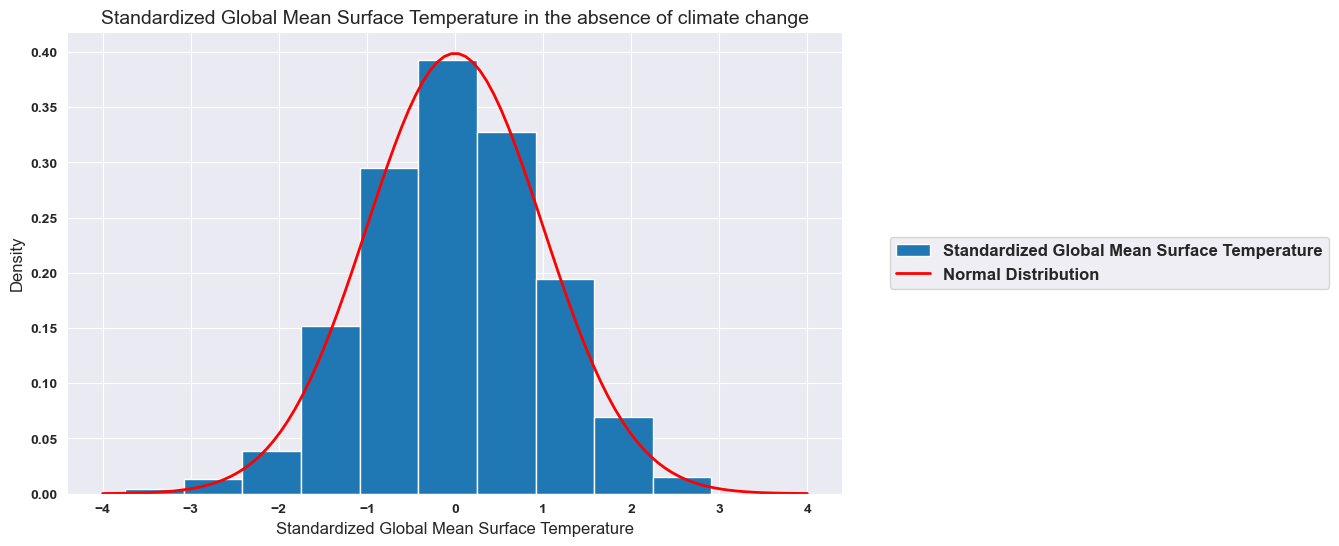 Standardized Global Mean Surface Temperature in the absence of climate change
0.40
0.35
0.30
0.25
0.20
0.15
0.10
0.05
0.00
Density
−4 −3 −2 −1 0 1 2 3 4
Standardized Global Mean Surface Temperature
Standardized Global Mean Surface Temperature
Normal Distribution